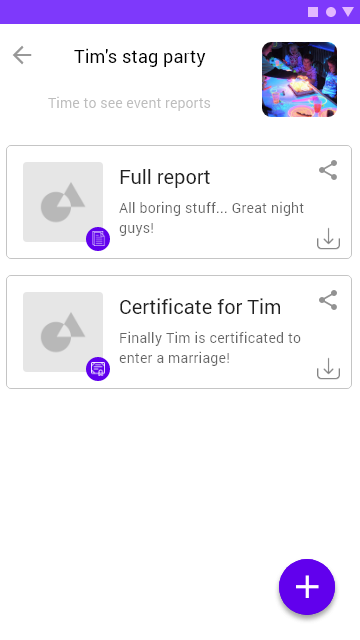 Tim's stag party
Time to see event reports
Full report
All boring stuff... Great night
guys!
Certificate for Tim
Finally Tim is certificated to
enter a marriage!